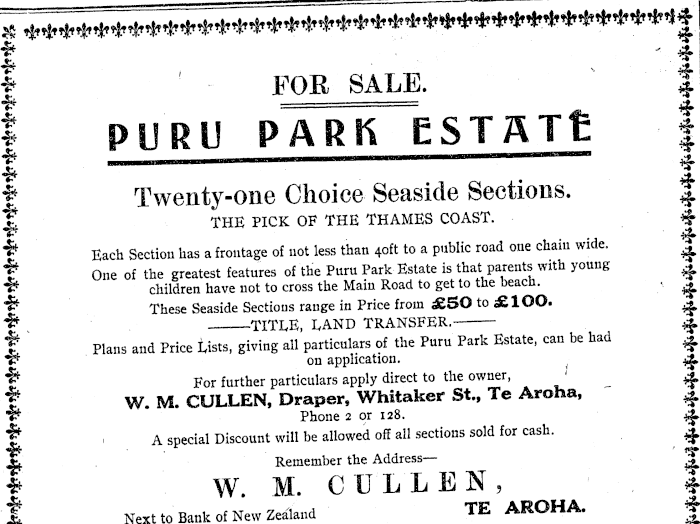 FOR SALE.
PURU PARK ESTATE
Twenty-one Choice Seaside Sections.
THE PICK OF THE THAMES COAST.
Each Section has a frontage of not less than 40ft to a public road one chain wide.
One of the greatest features of the Puru Park Estate is that parents with young
children have not to cross the Main Road to get to the beach.
These Seaside Sections range in Price from £50 to £100.
TITLE, LAND TRANSFER.
Plans and Price Lists, giving all particulars of the Puru Park Estate, can be had
on application.
For further particulars apply direct to the owner,
W. M. CULLEN, Draper, Whitaker St., Te Aroha,
Phone 2 or 128.
A special Discount will be allowed off all sections sold for cash.
Remember the Address—
W. M. CULLEN,
Next to Bank of New Zealand TE AROHA.